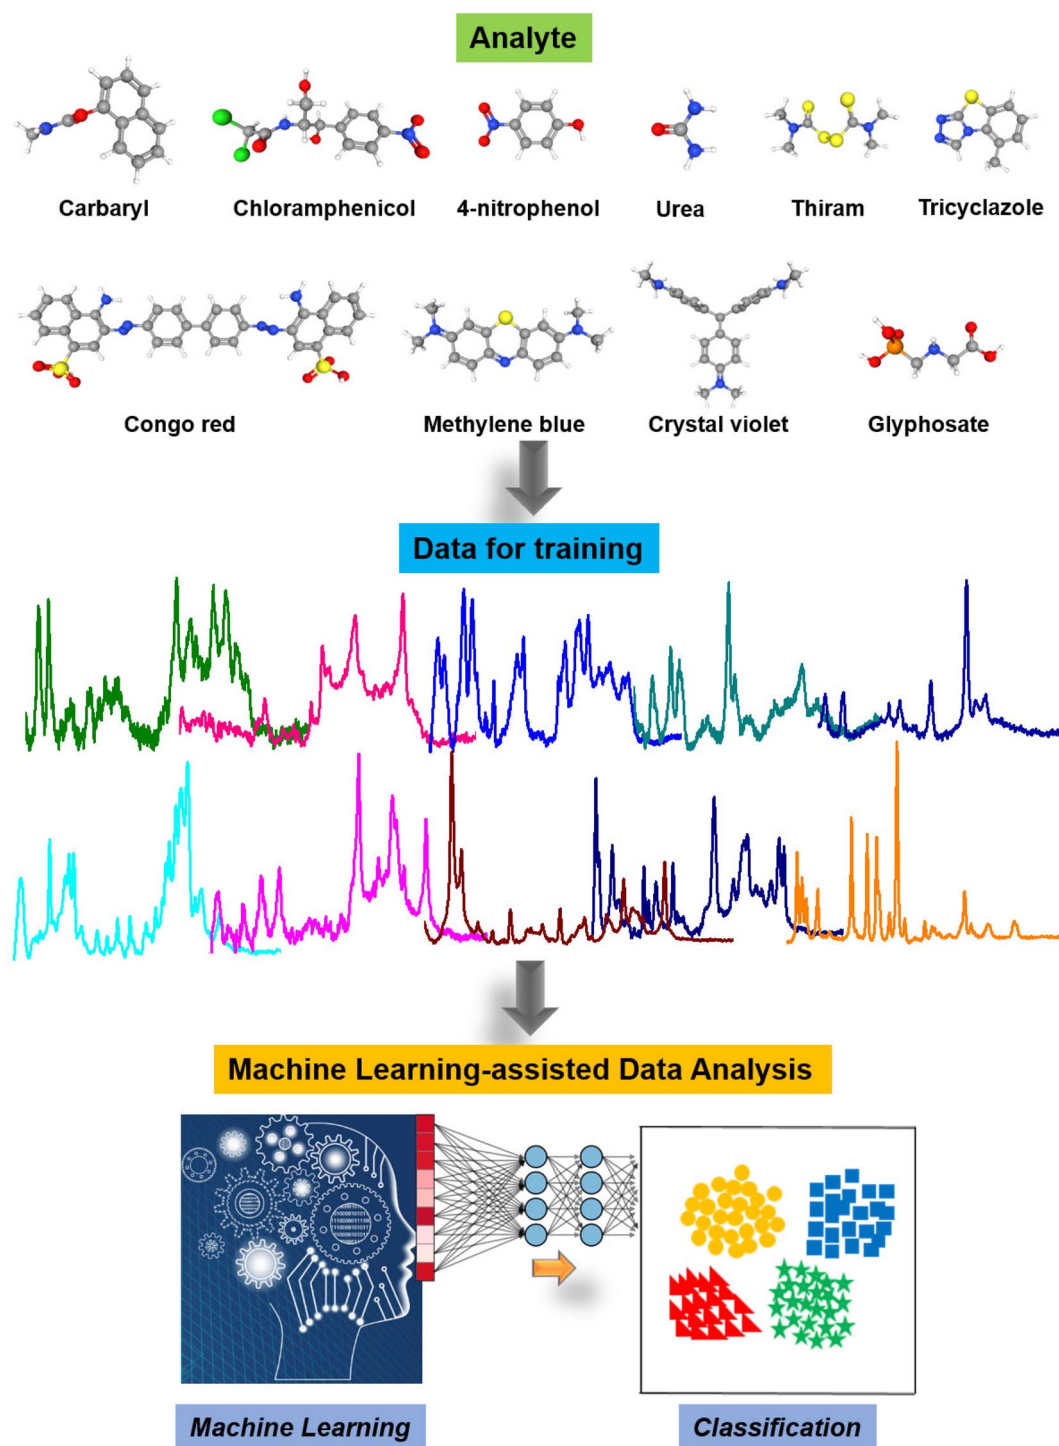 Analyte
Carbaryl
Chloramphenicol
4-nitrophenol
Urea
Thiram
Tricyclazole
Congo red
Methylene blue
Crystal violet
Glyphosate
Data for training
Machine Learning-assisted Data Analysis
Machine Learning
Classification